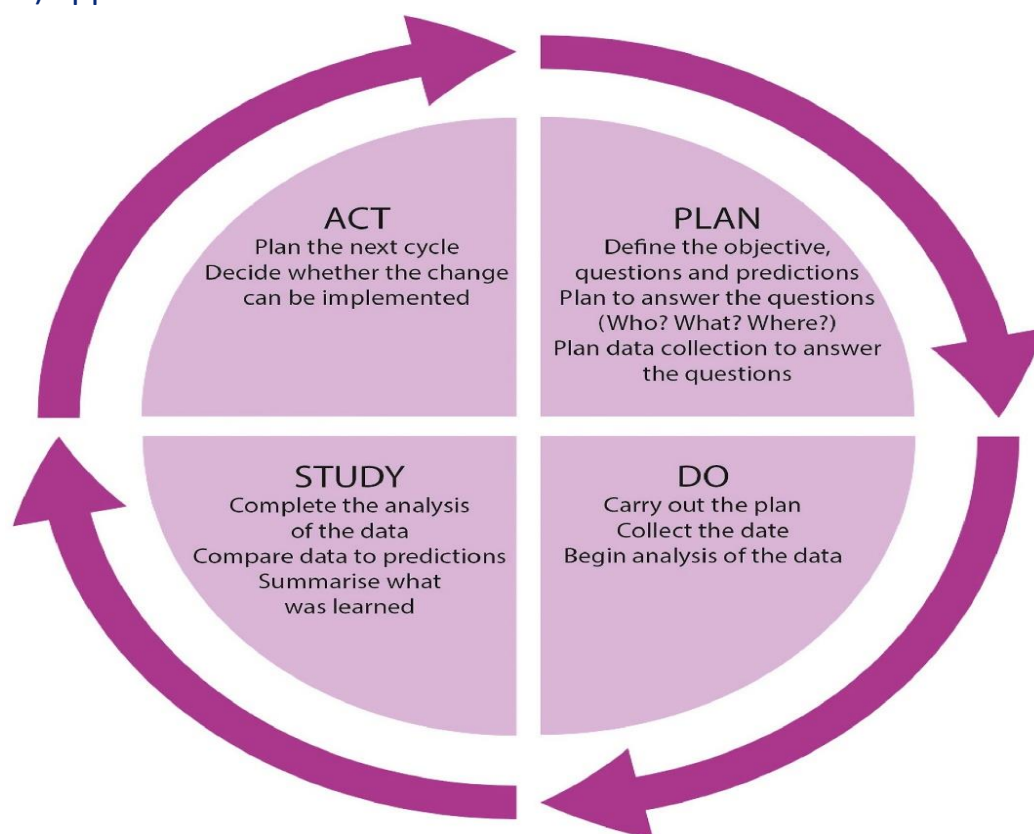 ACT
Plan the next cycle
Decide whether the change
can be implemented
PLAN
Define the objective,
questions and predictions
Plan to answer the questions
(Who? What? Where?)
Plan data collection to answer
the questions
STUDY
Complete the analysis
of the data
Compare data to predictions
Summarise what
was learned
DO
Carry out the plan
Collect the date
Begin analysis of the data